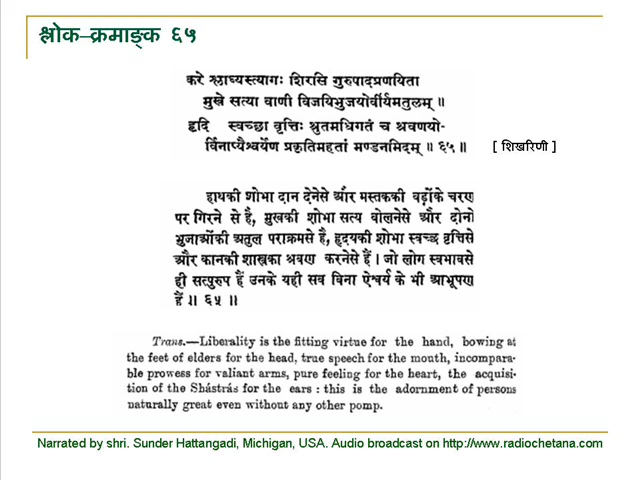 श्लोक–क्रमाङ्क ६५
करे श्लाघ्यस्त्यागः शिरसि गुरुपादप्रणयिता
मुखे सत्या वाणी विजयिभुजयोर्वीर्यमतुलम् ॥
हृदि स्वच्छा वृत्तिः श्रुतमधिगतं च श्रवणयो-
र्विनाप्यैश्वर्येण प्रकृतिमहतां मण्डनमिदम् ॥ ६५ ॥
[ शिखरिणी ]
हाथकी शोभा दान देनेसे और मस्तककी वड़ोंके चरण
पर गिरने से है, मुखकी शोभा सत्य वोलनेसे और दोनो
भुजाओंकी अतुल पराक्रमसे है, हृदयकी शोभा स्वच्छ वृत्तिसे
और कानकी शास्त्रका श्रवण करनेसे हैं । जो लोग स्वभावसे
ही सत्पुरुष हैं उनके यही सव विना ऐश्वर्य के भी आभूषण
हैं ॥ ६५ ॥
Trans.—Liberality is the fitting virtue for the hand, bowing at
the feet of elders for the head, true speech for the mouth, incompara-
ble prowess for valiant arms, pure feeling for the heart, the acquisi-
tion of the Shástras for the ears : this is the adornment of persons
naturally great even without any other pomp.
Narrated by shri. Sunder Hattangadi, Michigan, USA. Audio broadcast on http://www.radiochetana.com